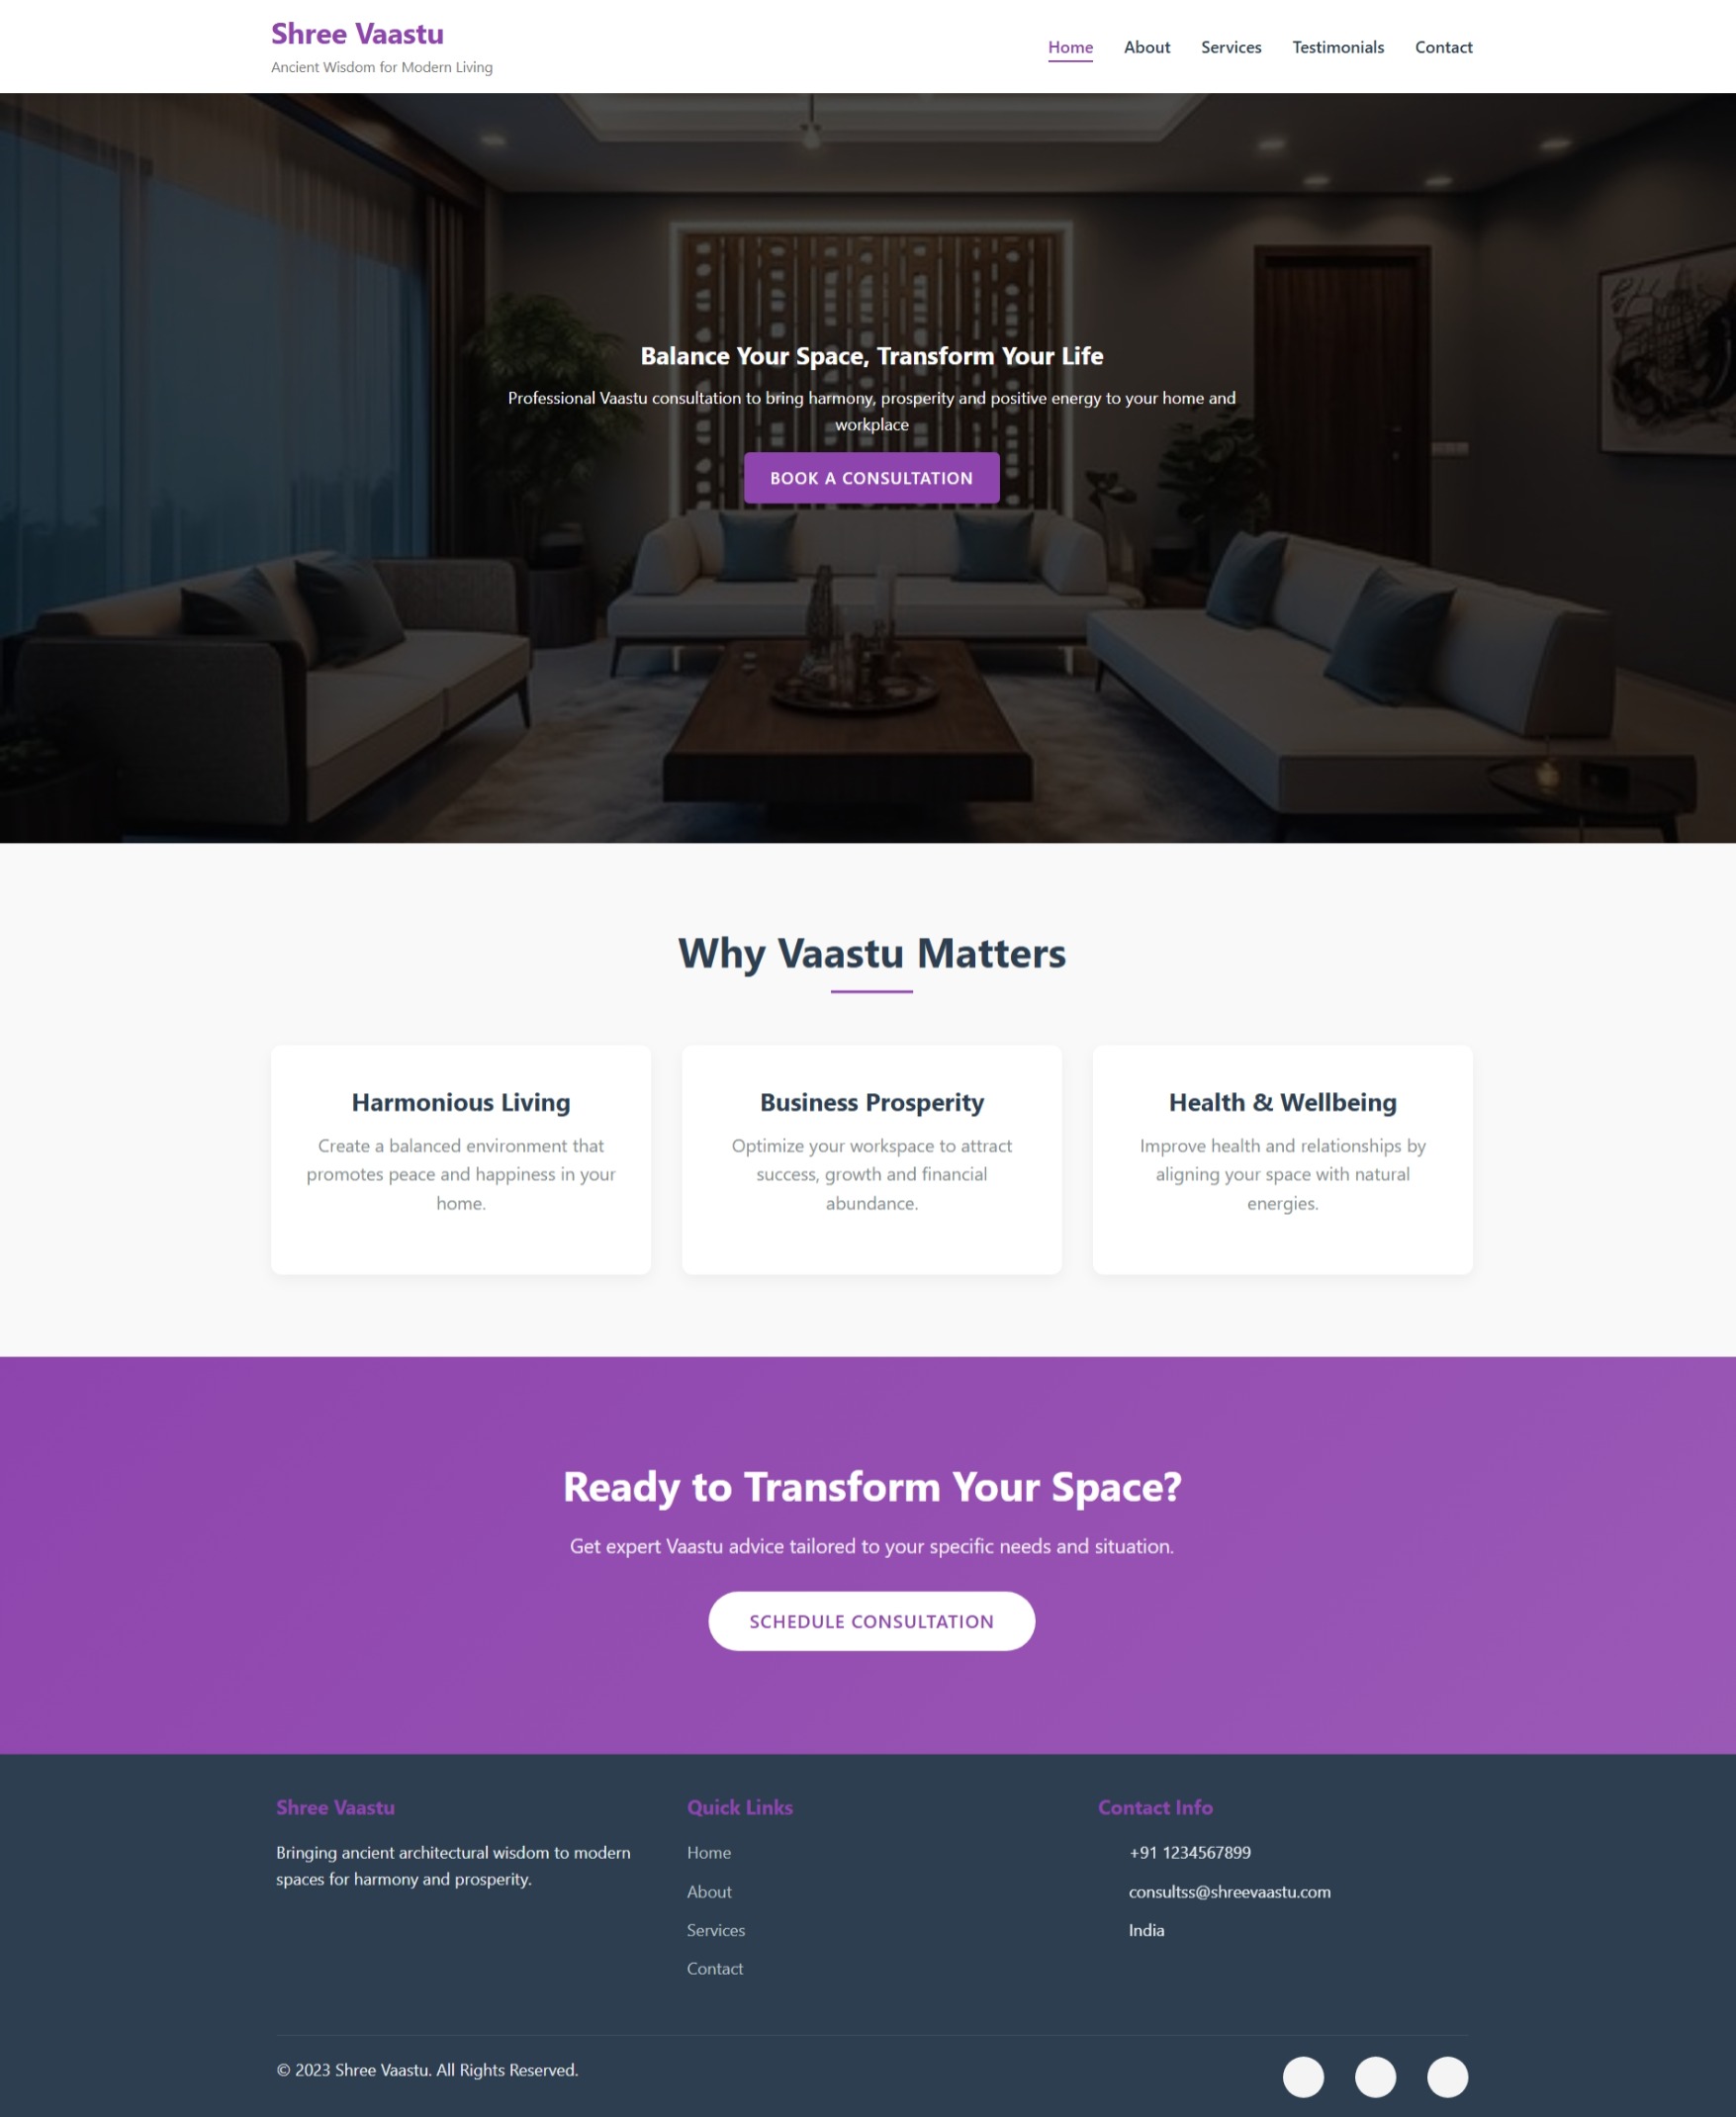 Shree Vaastu
Ancient Wisdom for Modern Living
Home
About
Services
Testimonials
Contact
Balance Your Space, Transform Your Life
Professional Vaastu consultation to bring harmony, prosperity and positive energy to your home and
workplace
BOOK A CONSULTATION
Why Vaastu Matters
Harmonious Living
Create a balanced environment that
promotes peace and happiness in your
home.
Business Prosperity
Optimize your workspace to attract
success, growth and financial
abundance.
Health & Wellbeing
Improve health and relationships by
aligning your space with natural
energies.
Ready to Transform Your Space?
Get expert Vaastu advice tailored to your specific needs and situation.
SCHEDULE CONSULTATION
Shree Vaastu
Bringing ancient architectural wisdom to modern
spaces for harmony and prosperity.
Quick Links
Home
About
Services
Contact
Contact Info
+91 1234567899
consultss@shreevaastu.com
India
© 2023 Shree Vaastu. All Rights Reserved.